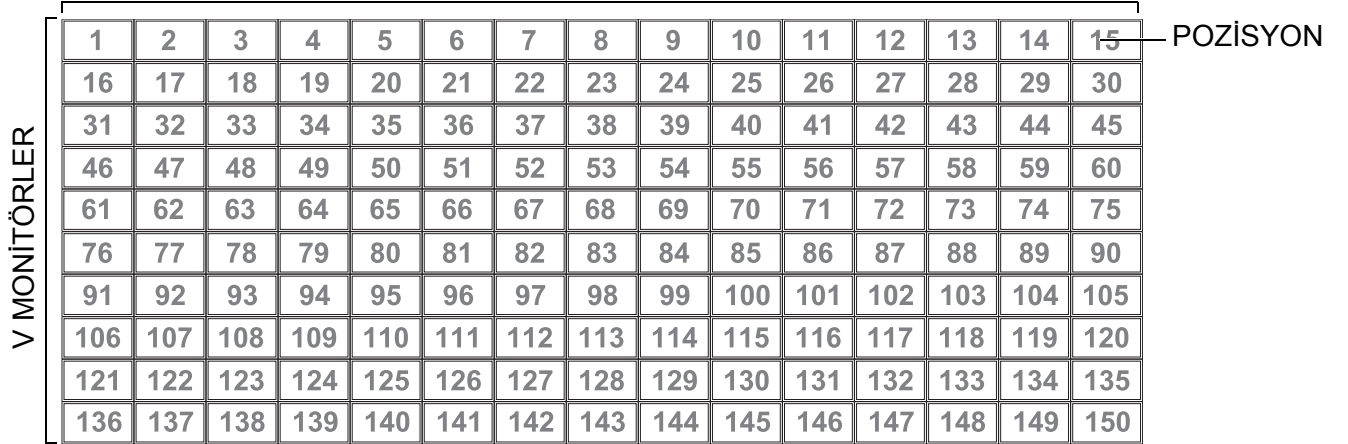 1 2 3 4 5 6 7 8 9 10 11 12 13 14 15 POZİSYON
16 17 18 19 20 21 22 23 24 25 26 27 28 29 30
31 32 33 34 35 36 37 38 39 40 41 42 43 44 45
46 47 48 49 50 51 52 53 54 55 56 57 58 59 60
61 62 63 64 65 66 67 68 69 70 71 72 73 74 75
76 77 78 79 80 81 82 83 84 85 86 87 88 89 90
91 92 93 94 95 96 97 98 99 100 101 102 103 104 105
106 107 108 109 110 111 112 113 114 115 116 117 118 119 120
121 122 123 124 125 126 127 128 129 130 131 132 133 134 135
136 137 138 139 140 141 142 143 144 145 146 147 148 149 150
V MONİTÖRLER